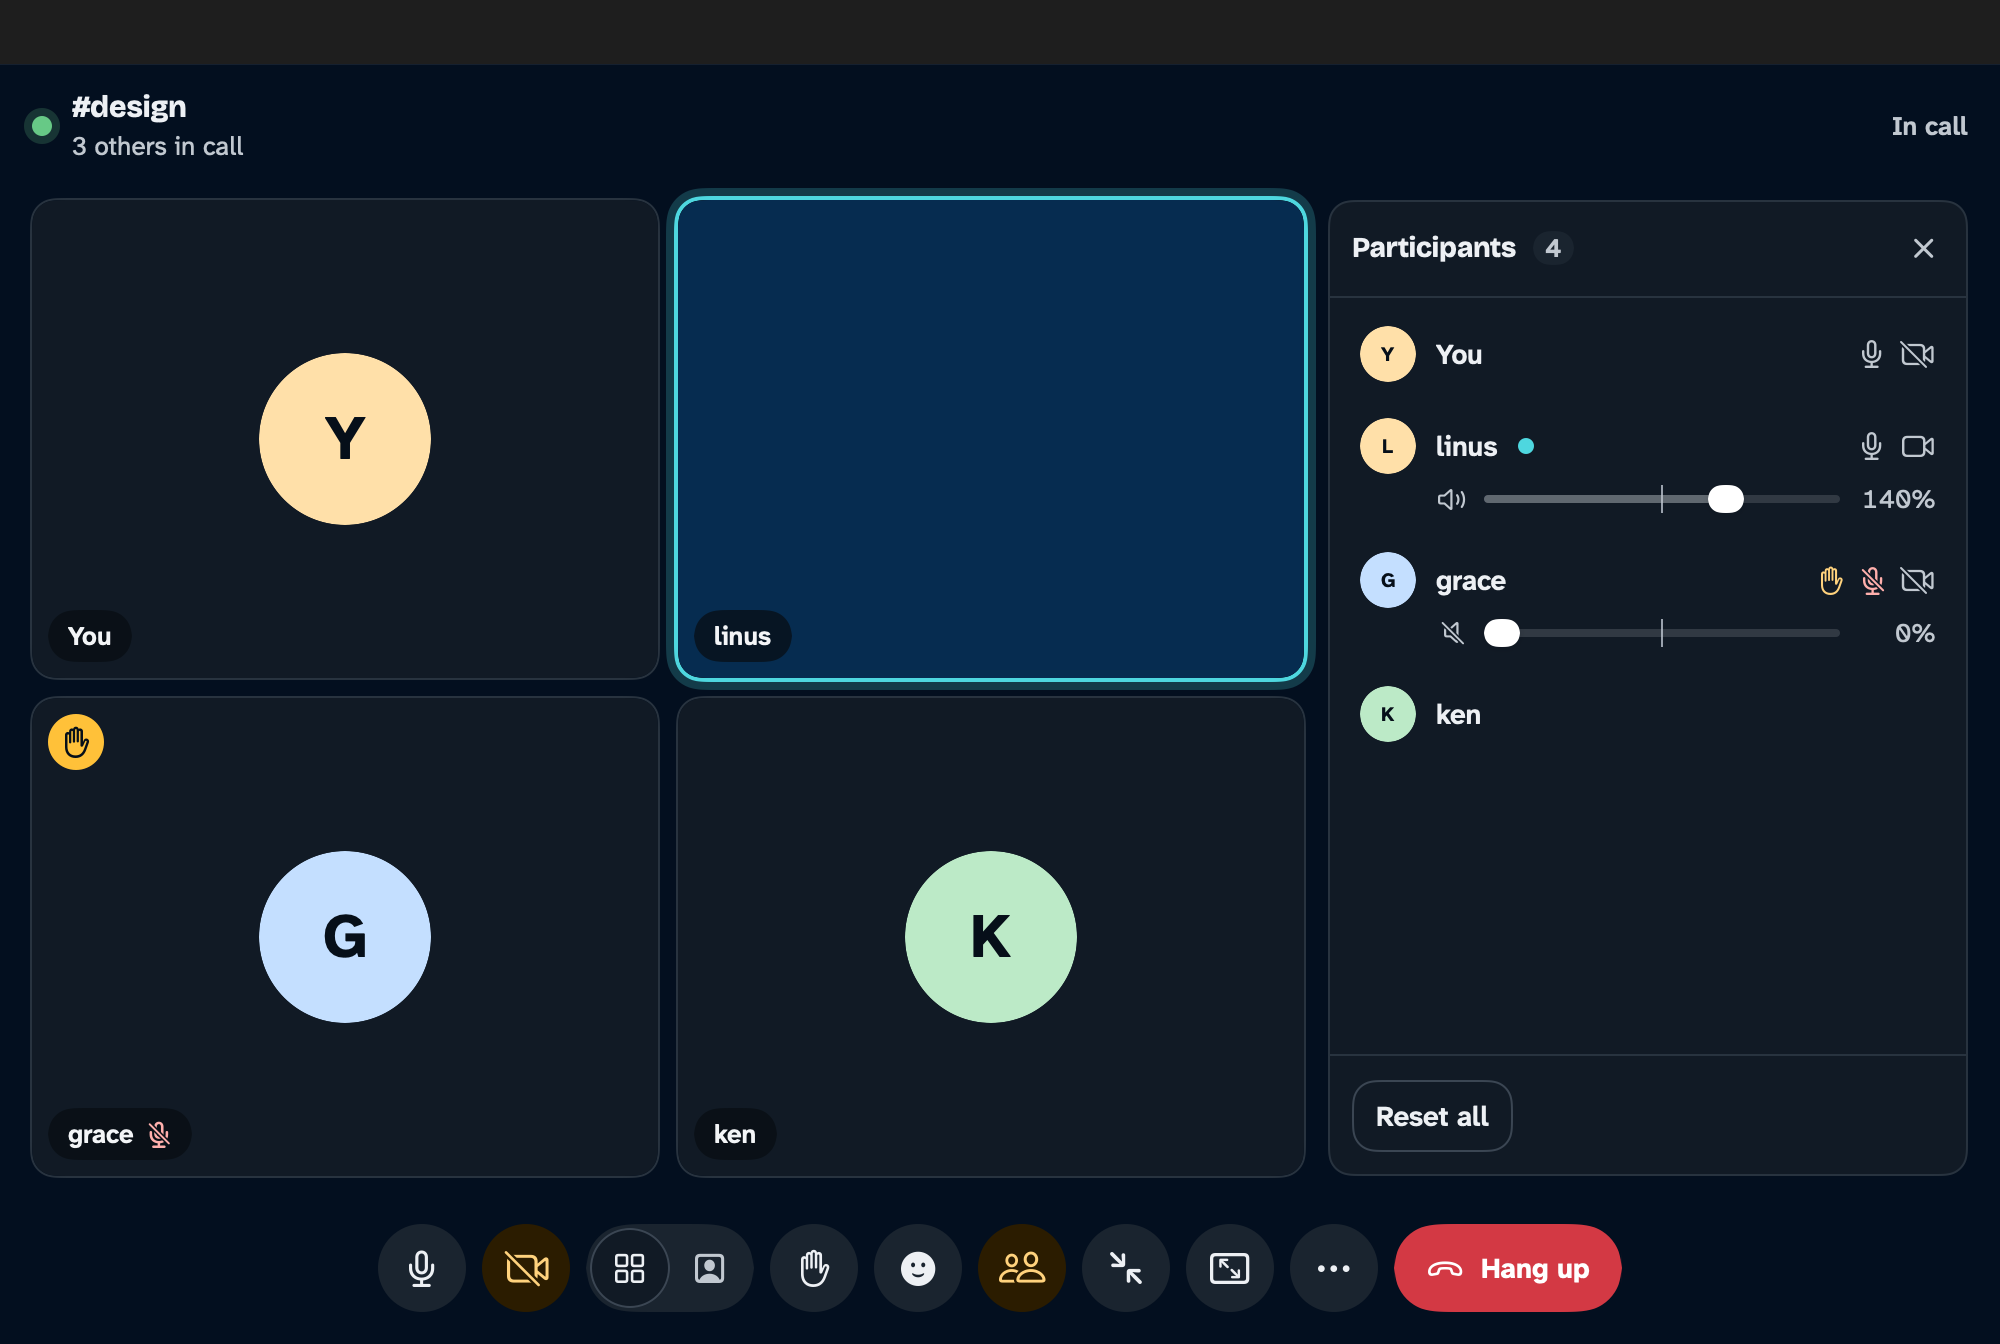 #design
3 others in call
In call
Y
You
linus
G
grace
K
ken
Participants 4
Y You
L linus
140%
G grace
0%
K ken
Reset all
Hang up